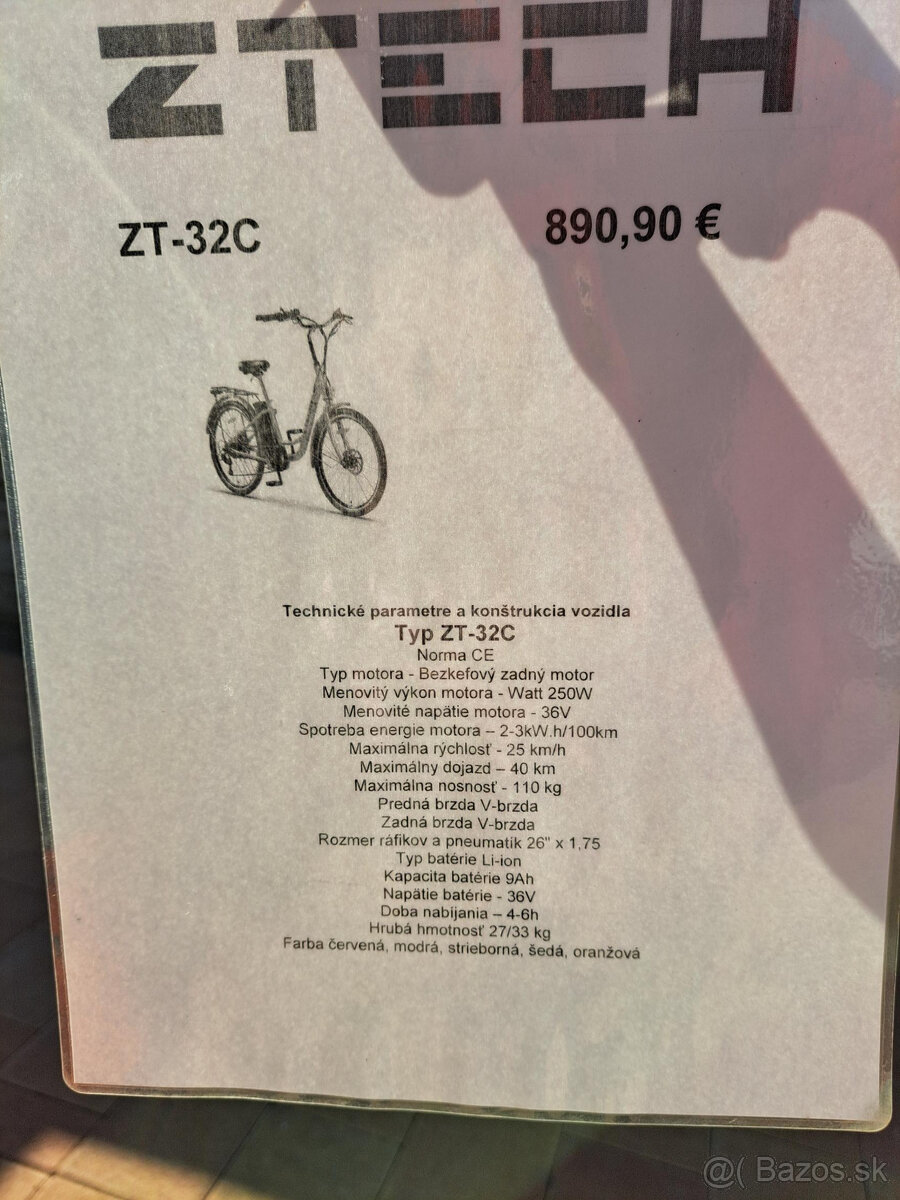 ZTECH
ZT-32C 890,90 €
Technické parametre a konštrukcia vozidla
Typ ZT-32C
Norma CE
Typ motora - Bezkefový zadný motor
Menovitý výkon motora - Watt 250W
Menovité napätie motora - 36V
Spotreba energie motora – 2-3kW.h/100km
Maximálna rýchlosť - 25 km/h
Maximálny dojazd – 40 km
Maximálna nosnosť - 110 kg
Predná brzda V-brzda
Zadná brzda V-brzda
Rozmer ráfikov a pneumatík 26" x 1,75
Typ batérie Li-ion
Kapacita batérie 9Ah
Napätie batérie - 36V
Doba nabíjania – 4-6h
Hrubá hmotnosť 27/33 kg
Farba červená, modrá, strieborná, šedá, oranžová
@( Bazos.sk